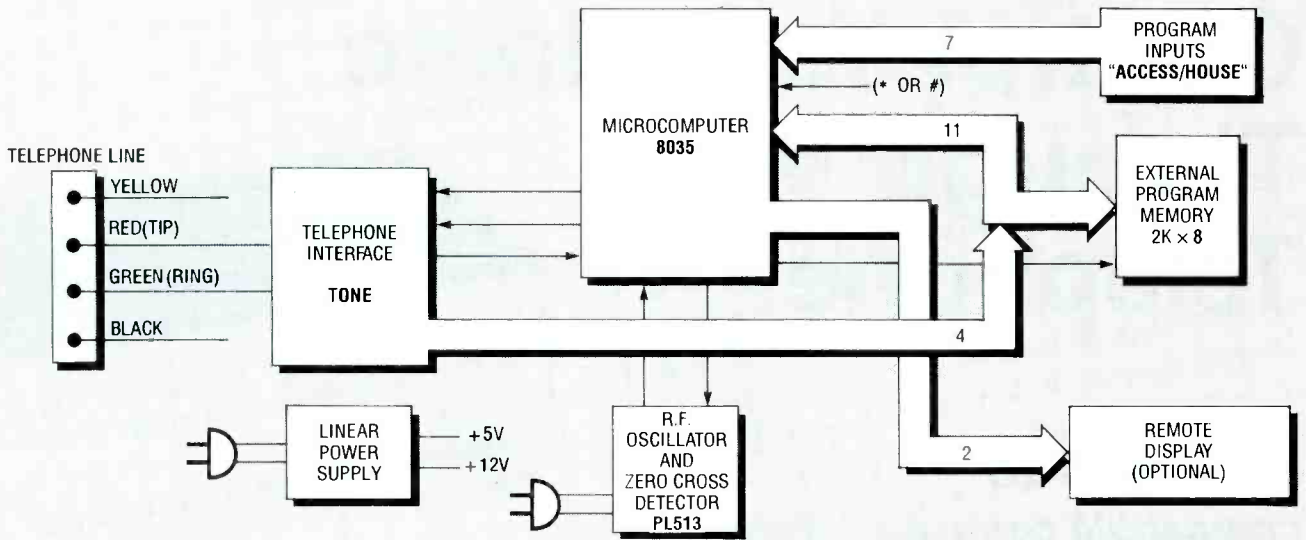 MICROCOMPUTER
8035
7
PROGRAM
INPUTS
"ACCESS/HOUSE"
(* OR #)
11
EXTERNAL
PROGRAM
MEMORY
2K × 8
TELEPHONE LINE
YELLOW
RED(TIP)
GREEN(RING)
BLACK
TELEPHONE
INTERFACE
TONE
4
LINEAR
POWER
SUPPLY
+5V
+12V
R.F.
OSCILLATOR
AND
ZERO CROSS
DETECTOR
PL513
2
REMOTE
DISPLAY
(OPTIONAL)